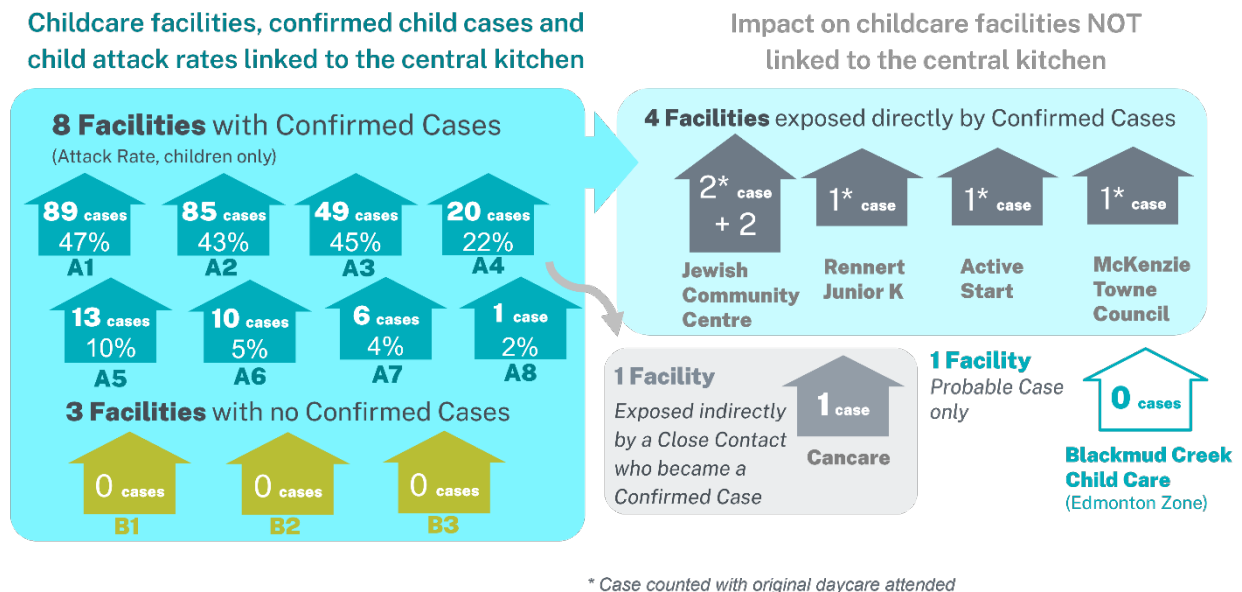 Childcare facilities, confirmed child cases and
child attack rates linked to the central kitchen
8 Facilities with Confirmed Cases
(Attack Rate, children only)
89 cases
47%
A1
85 cases
43%
A2
49 cases
45%
A3
20 cases
22%
A4
13 cases
10%
A5
10 cases
5%
A6
6 cases
4%
A7
1 case
2%
A8
3 Facilities with no Confirmed Cases
0 cases
B1
0 cases
B2
0 cases
B3
Impact on childcare facilities NOT
linked to the central kitchen
4 Facilities exposed directly by Confirmed Cases
2* case
+ 2
Jewish
Community
Centre
1* case
Rennert
Junior K
1* case
Active
Start
1* case
McKenzie
Towne
Council
1 Facility
Exposed indirectly
by a Close Contact
who became a
Confirmed Case
1 case
Cancare
1 Facility
Probable Case
only
0 cases
Blackmud Creek
Child Care
(Edmonton Zone)
* Case counted with original daycare attended